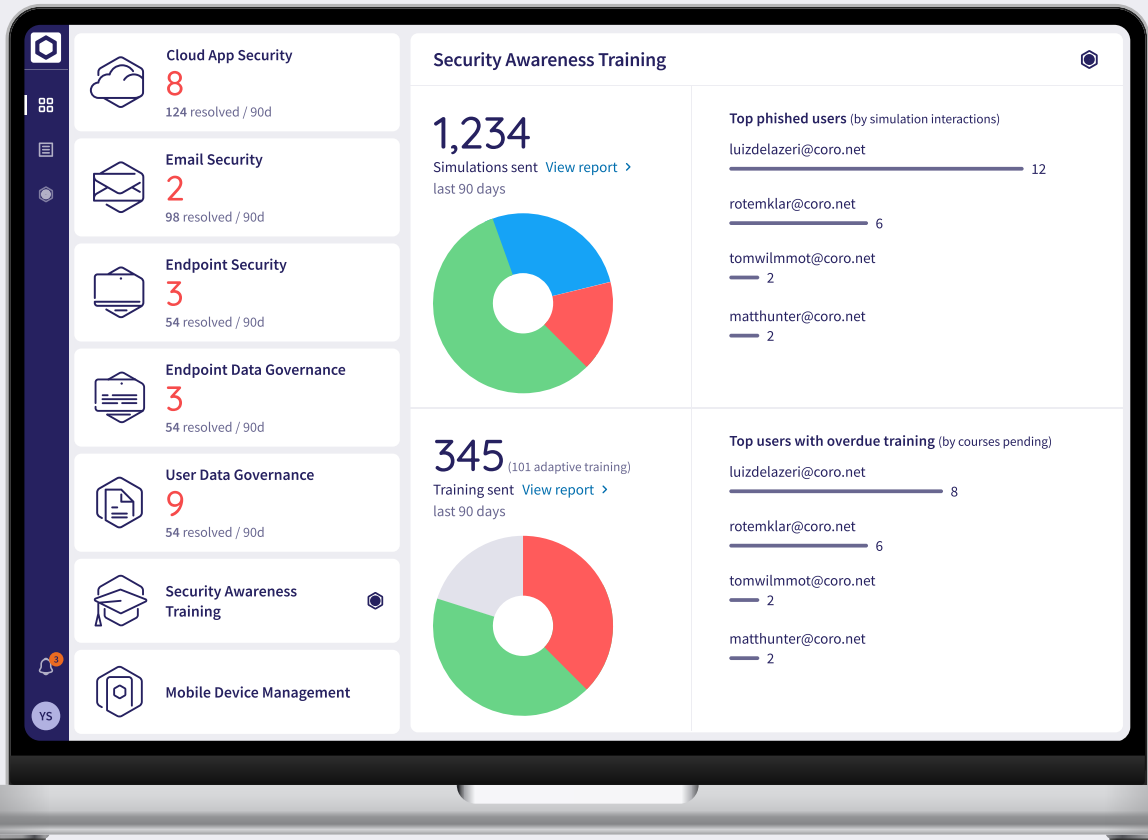 Cloud App Security
8
124 resolved / 90d
Email Security
2
98 resolved / 90d
Endpoint Security
3
54 resolved / 90d
Endpoint Data Governance
3
54 resolved / 90d
User Data Governance
9
54 resolved / 90d
Security Awareness
Training
Mobile Device Management
3
YS
Security Awareness Training
1,234
Simulations sent View report >
last 90 days
Top phished users (by simulation interactions)
luizdelazeri@coro.net
12
rotemklar@coro.net
6
tomwilmmot@coro.net
2
matthunter@coro.net
2
345 (101 adaptive training)
Training sent View report >
last 90 days
Top users with overdue training (by courses pending)
luizdelazeri@coro.net
8
rotemklar@coro.net
6
tomwilmmot@coro.net
2
matthunter@coro.net
2